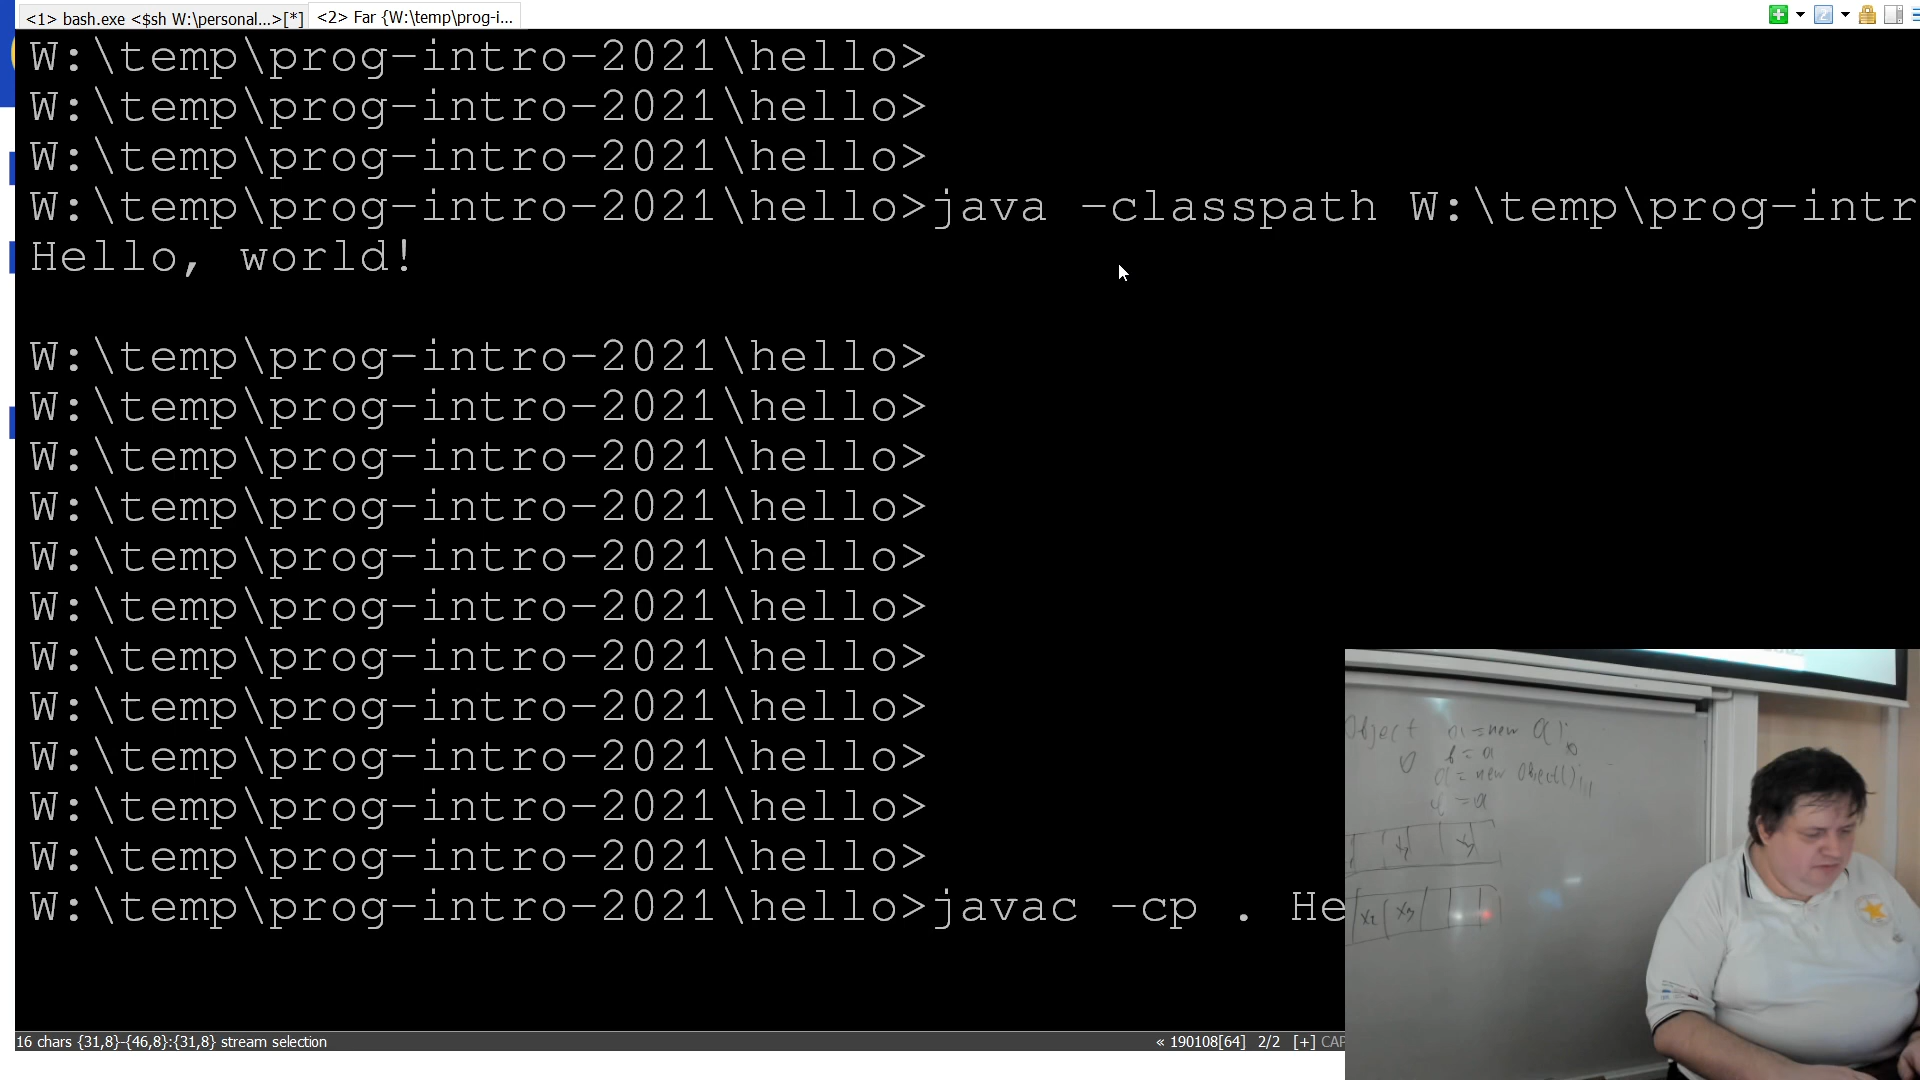 <1> bash.exe <$sh W:\personal...>[*] <2> Far {W:\temp\prog-i...
W:\temp\prog-intro-2021\hello>
W:\temp\prog-intro-2021\hello>
W:\temp\prog-intro-2021\hello>
W:\temp\prog-intro-2021\hello>java -classpath W:\temp\prog-intr
Hello, world!
W:\temp\prog-intro-2021\hello>
W:\temp\prog-intro-2021\hello>
W:\temp\prog-intro-2021\hello>
W:\temp\prog-intro-2021\hello>
W:\temp\prog-intro-2021\hello>
W:\temp\prog-intro-2021\hello>
W:\temp\prog-intro-2021\hello>
W:\temp\prog-intro-2021\hello>
W:\temp\prog-intro-2021\hello>
W:\temp\prog-intro-2021\hello>
W:\temp\prog-intro-2021\hello>
W:\temp\prog-intro-2021\hello>javac -cp . He
Object a = new
b = a
a = new Object()
= a
16 chars {31,8}-{46,8}:{31,8} stream selection « 190108[64] 2/2 [+] CAP